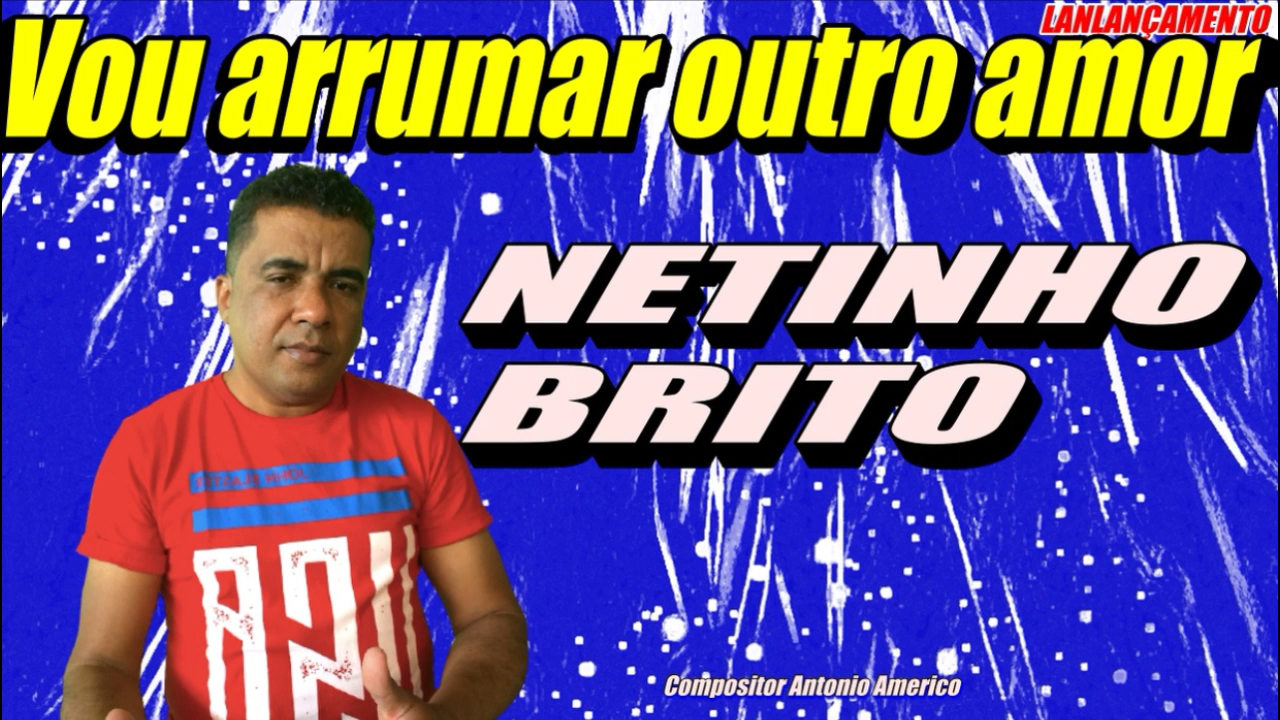 LANLANÇAMENTO
Vou arrumar outro amor
NETINHO
BRITO
Compositor Antonio Americo